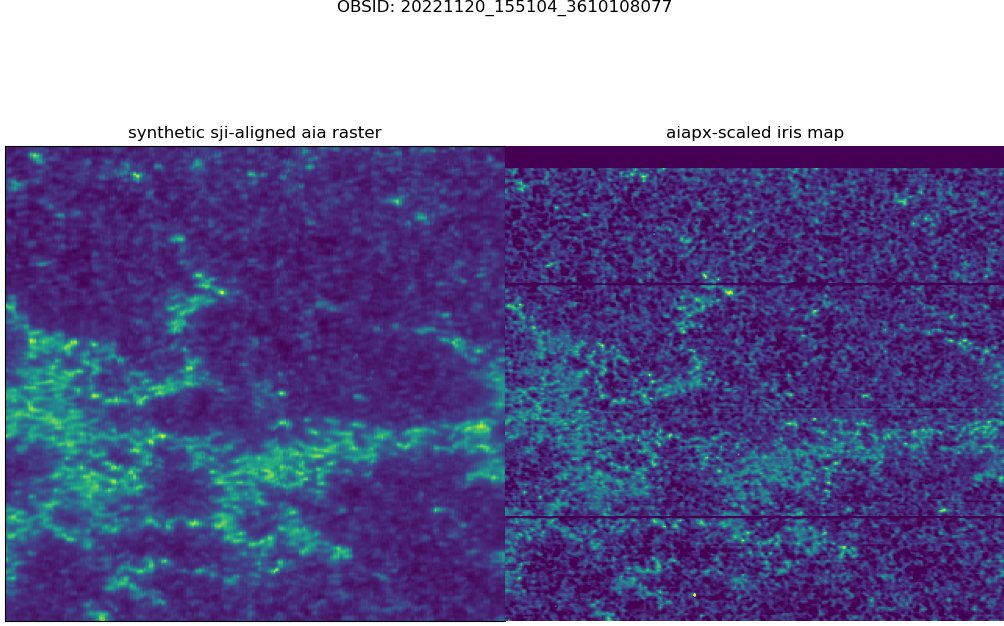 OBSID: 20221120_155104_3610108077
synthetic sji-aligned aia raster
aiapx-scaled iris map